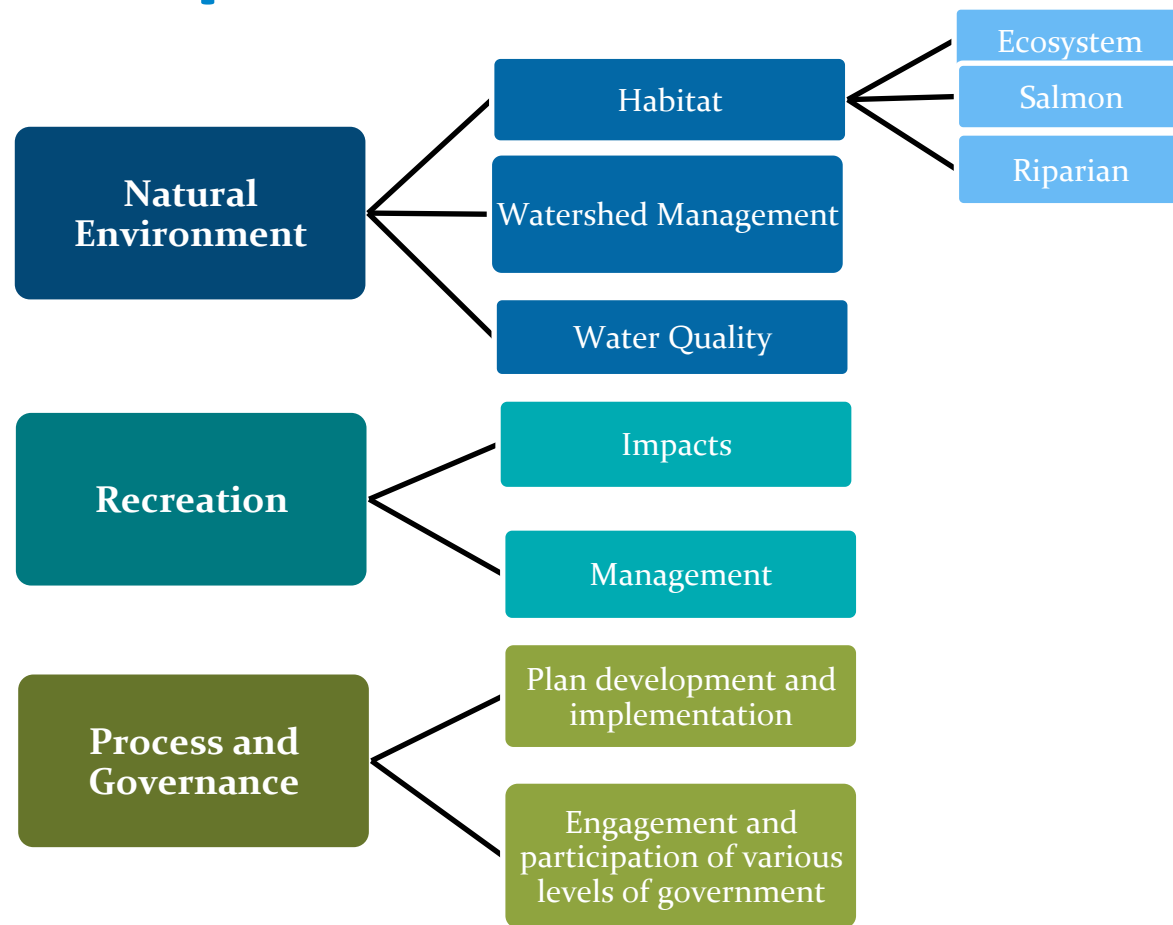 Natural
Environment
Habitat
Ecosystem
Salmon
Riparian
Watershed Management
Water Quality
Recreation
Impacts
Management
Process and
Governance
Plan development and
implementation
Engagement and
participation of various
levels of government